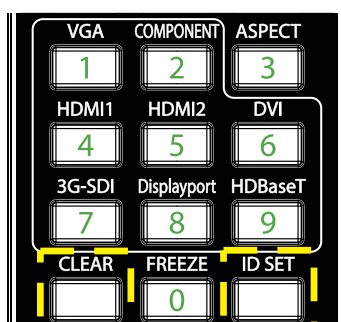 VGA COMPONENT ASPECT
1 2 3
HDMI1 HDMI2 DVI
4 5 6
3G-SDI Displayport HDBaseT
7 8 9
CLEAR FREEZE ID SET
0